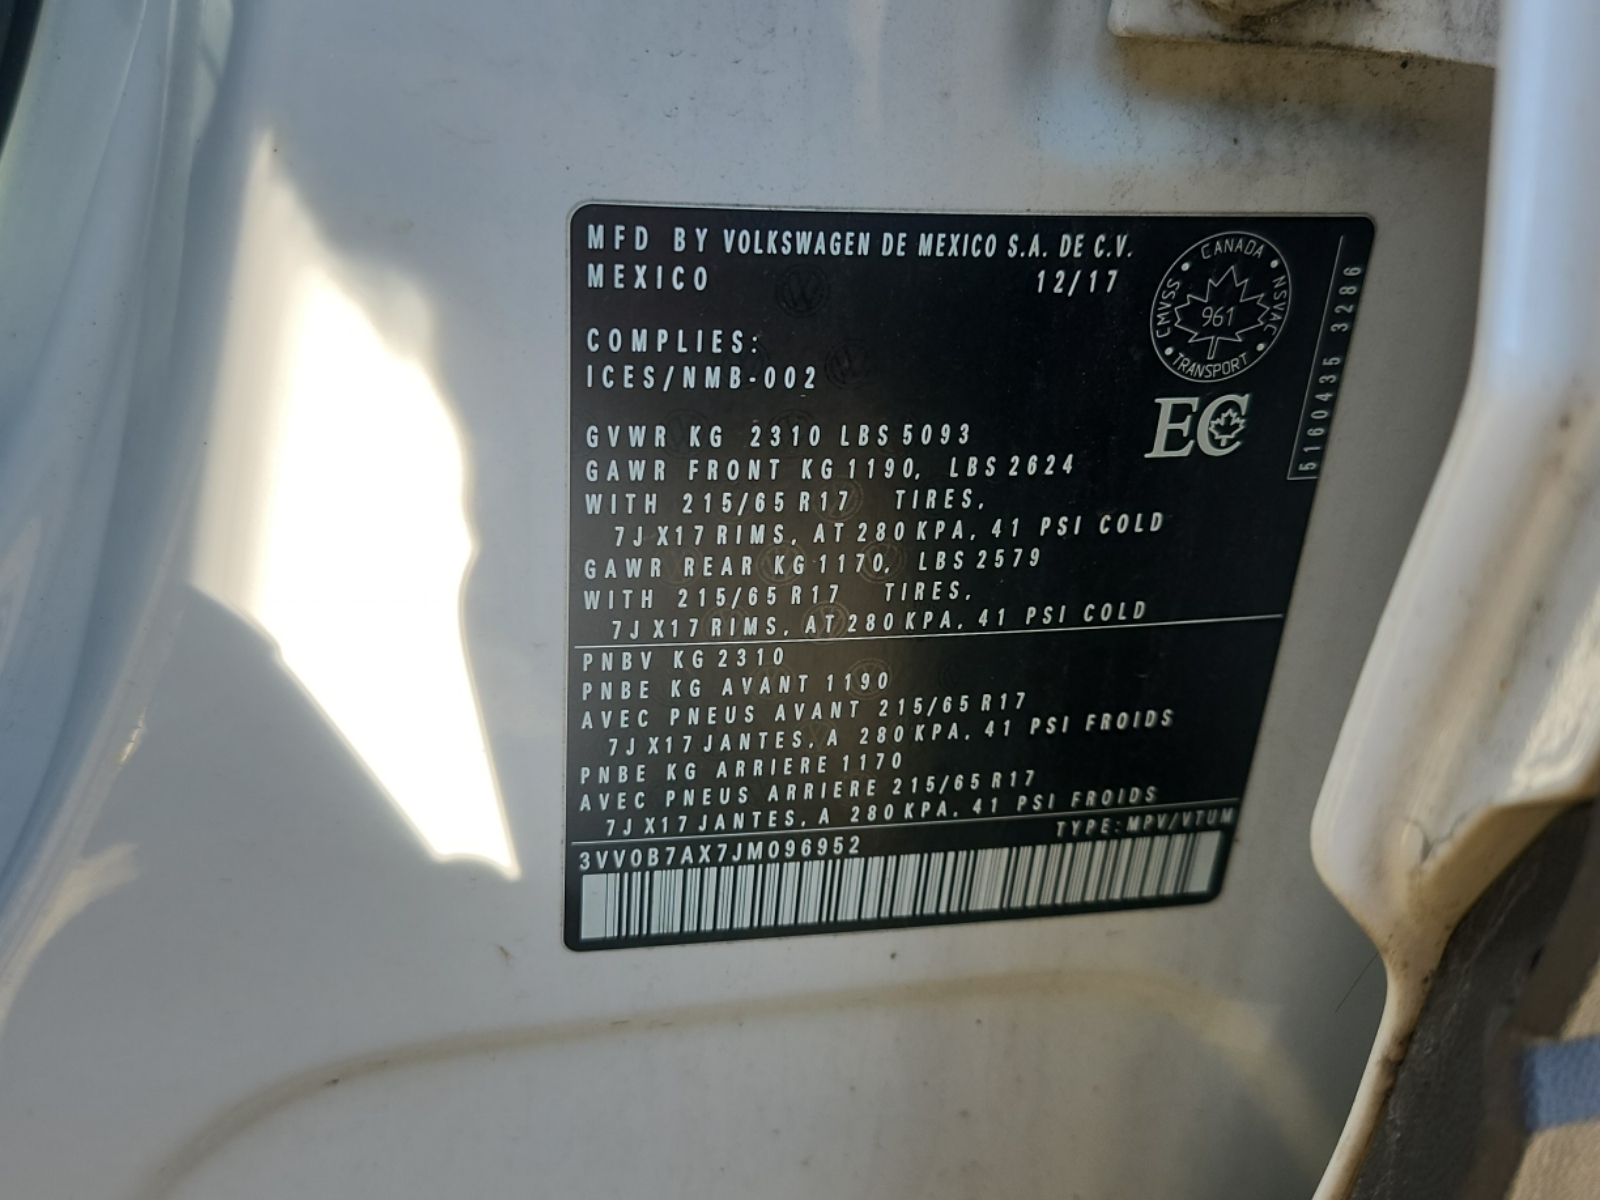 MFD BY VOLKSWAGEN DE MEXICO S.A. DE C.V.
MEXICO 12/17
CANADA
NSVAC
TRANSPORT
CMVSS
961
5160435 3286
COMPLIES:
ICES/NMB-002
EC
GVWR KG 2310 LBS 5093
GAWR FRONT KG 1190, LBS 2624
WITH 215/65 R17 TIRES,
7J X17 RIMS, AT 280 KPA, 41 PSI COLD
GAWR REAR KG 1170, LBS 2579
WITH 215/65 R17 TIRES,
7J X17 RIMS, AT 280 KPA, 41 PSI COLD
PNBV KG 2310
PNBE KG AVANT 1190
AVEC PNEUS AVANT 215/65 R17
7J X17 JANTES, A 280 KPA, 41 PSI FROIDS
PNBE KG ARRIERE 1170
AVEC PNEUS ARRIERE 215/65 R17
7J X17 JANTES, A 280 KPA, 41 PSI FROIDS
TYPE:MPV/VTUM
3VV0B7AX7JM096952